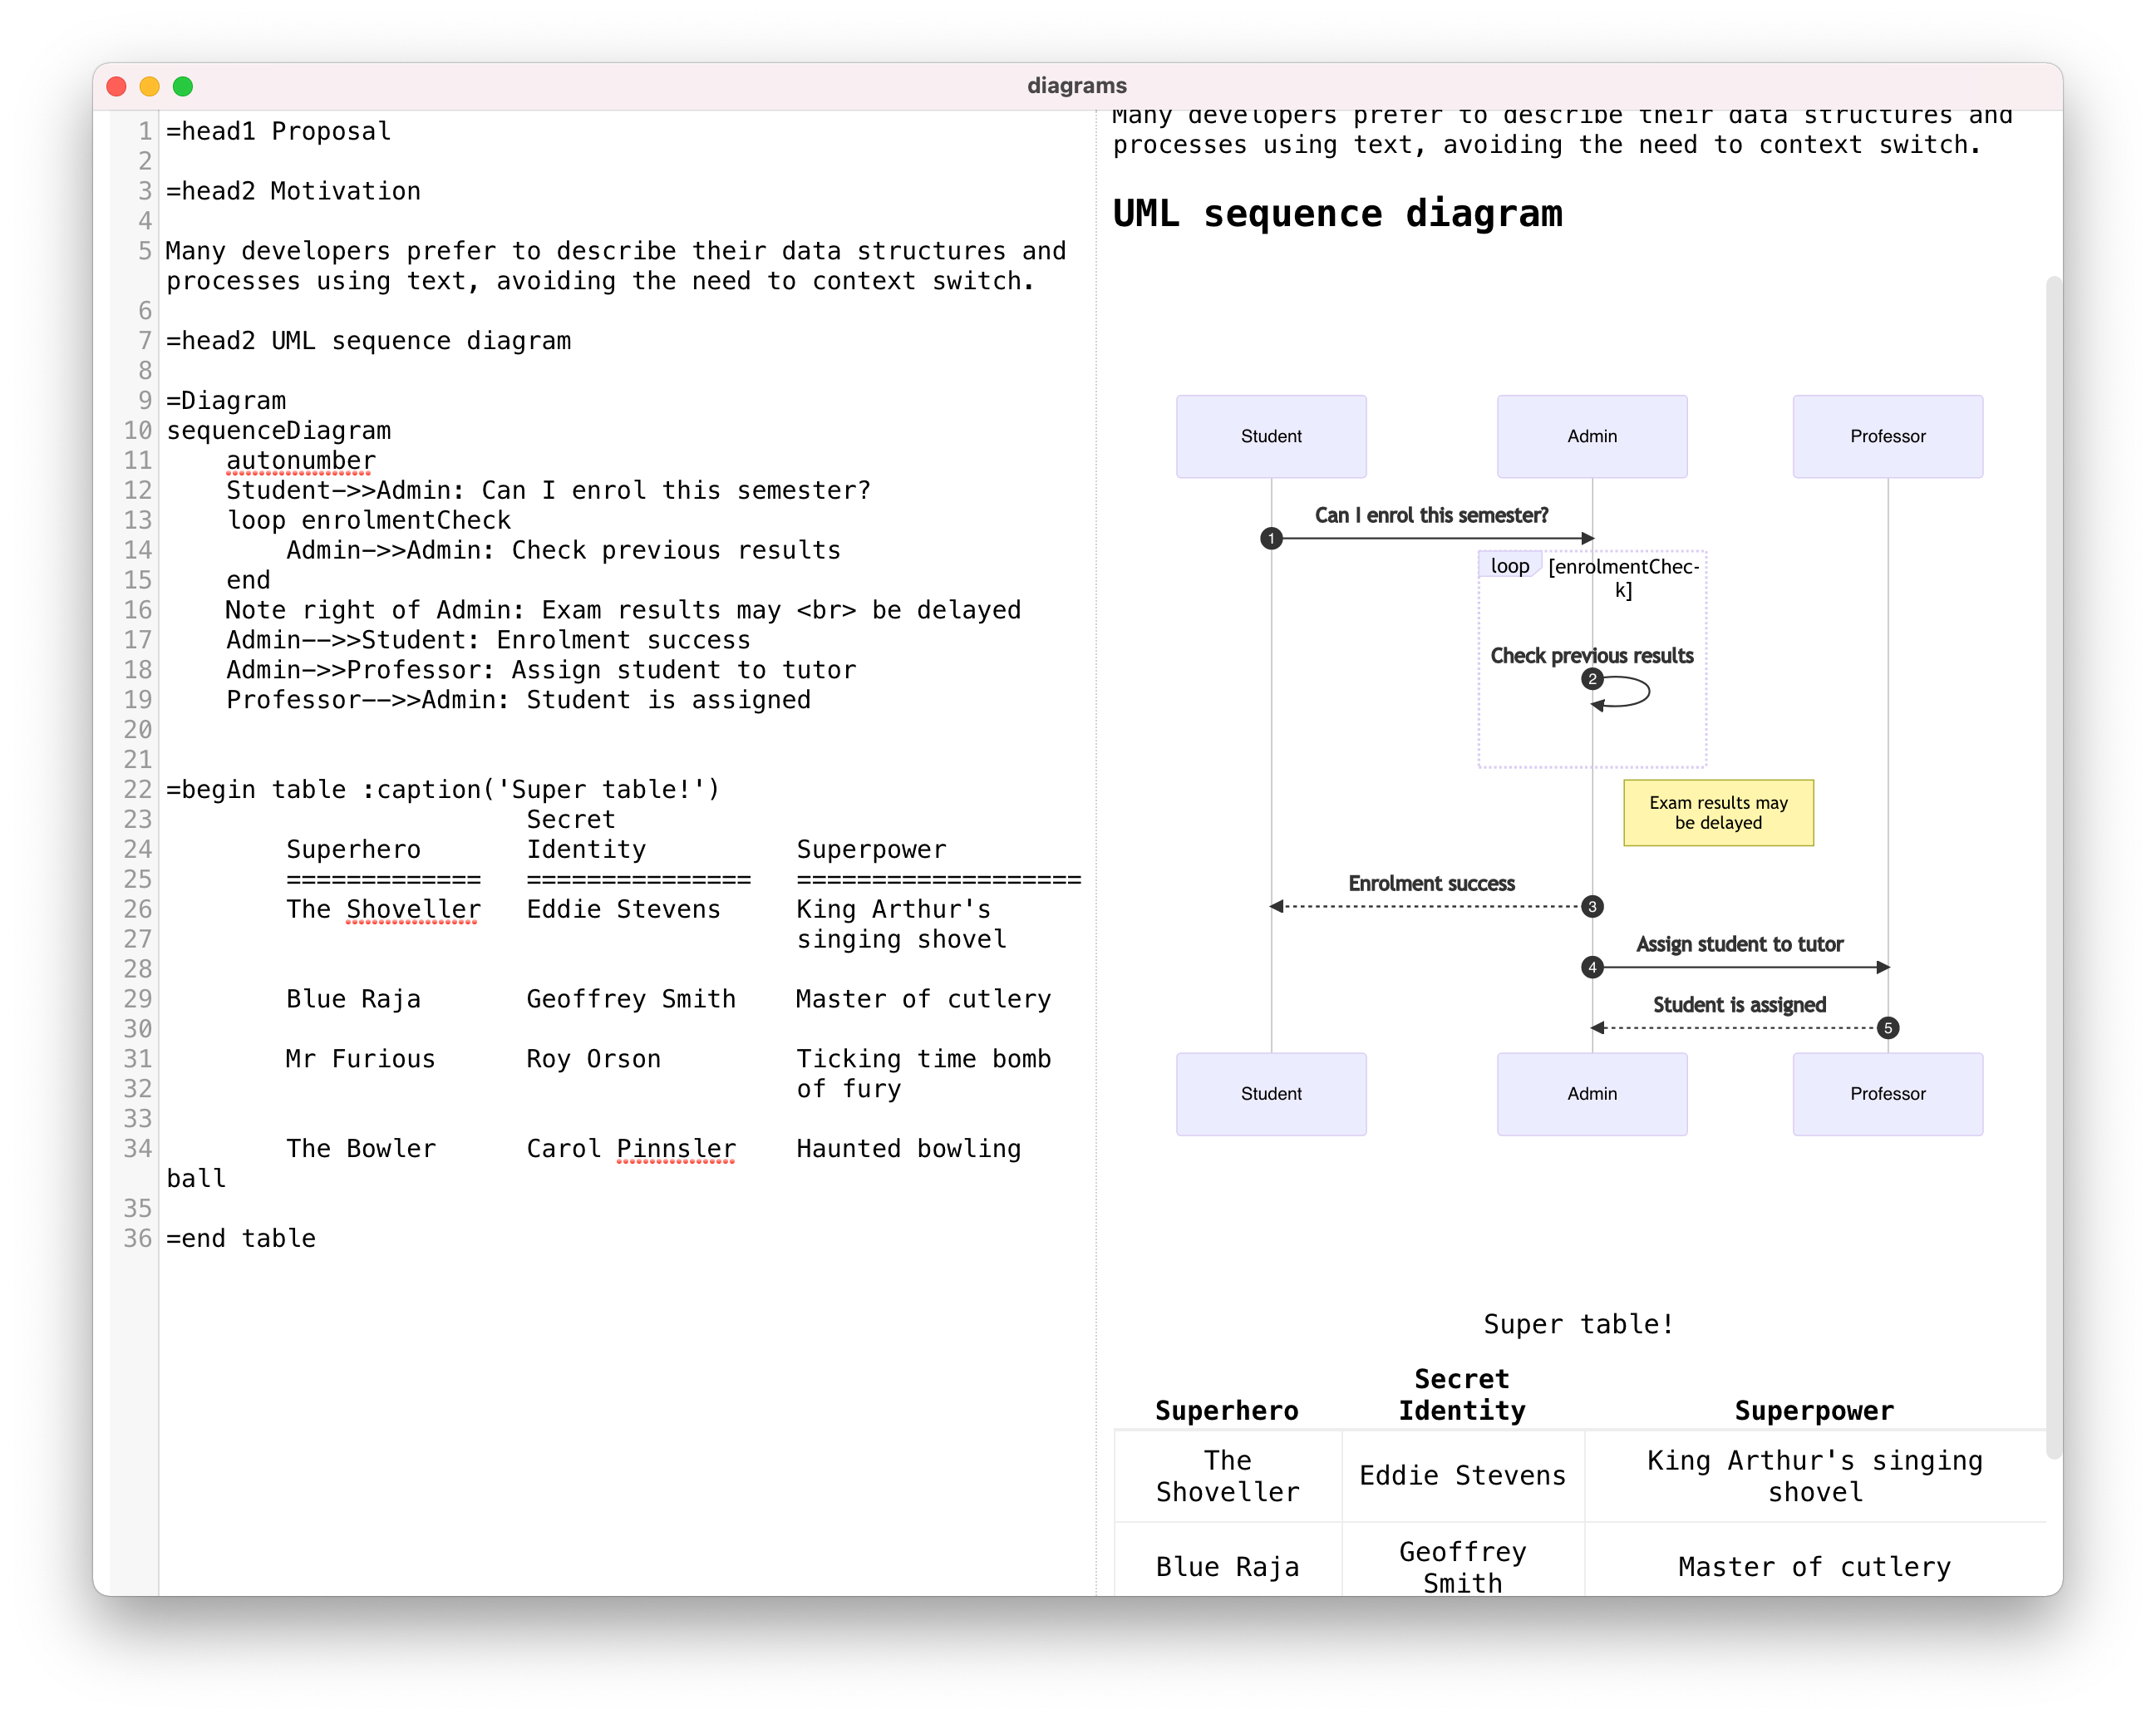 diagrams
1 =head1 Proposal
2
3 =head2 Motivation
4
5 Many developers prefer to describe their data structures and
processes using text, avoiding the need to context switch.
6
7 =head2 UML sequence diagram
8
9 =Diagram
10 sequenceDiagram
11     autonumber
12     Student->>Admin: Can I enrol this semester?
13     loop enrolmentCheck
14         Admin->>Admin: Check previous results
15     end
16     Note right of Admin: Exam results may <br> be delayed
17     Admin-->>Student: Enrolment success
18     Admin->>Professor: Assign student to tutor
19     Professor-->>Admin: Student is assigned
20
21
22 =begin table :caption('Super table!')
23                         Secret
24         Superhero       Identity          Superpower
25         =============   ===============   ===================
26         The Shoveller   Eddie Stevens     King Arthur's
27                                           singing shovel
28
29         Blue Raja       Geoffrey Smith    Master of cutlery
30
31         Mr Furious      Roy Orson         Ticking time bomb
32                                           of fury
33
34         The Bowler      Carol Pinnsler    Haunted bowling
ball
35
36 =end table
Many developers prefer to describe their data structures and
processes using text, avoiding the need to context switch.
UML sequence diagram
Student Admin Professor
Can I enrol this semester?
1
loop [enrolmentChec-
k]
Check previous results
2
Exam results may
be delayed
Enrolment success
3
Assign student to tutor
4
Student is assigned
5
Student Admin Professor
Super table!
Secret
Superhero Identity Superpower
The King Arthur's singing
Eddie Stevens
Shoveller shovel
Geoffrey
Blue Raja Master of cutlery
Smith